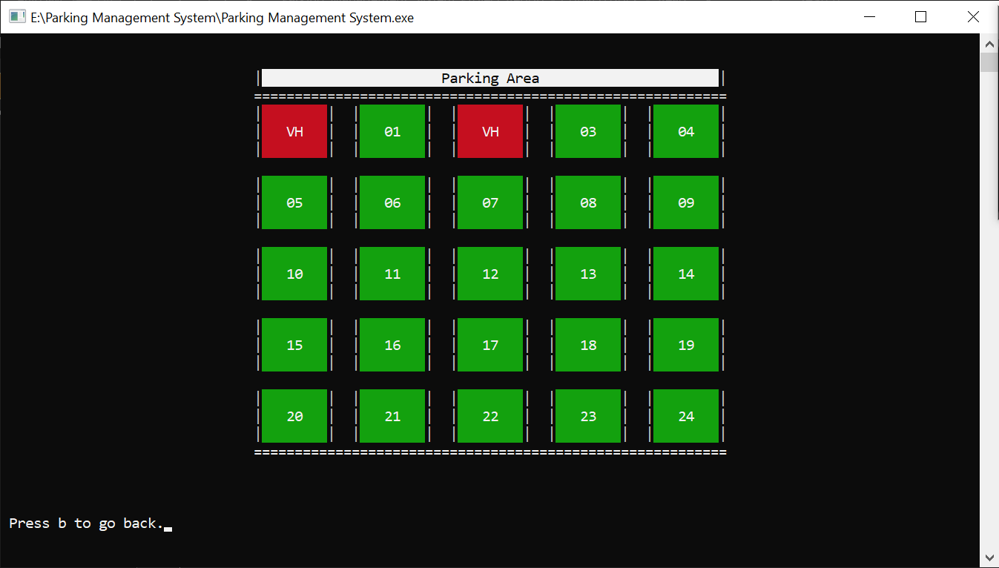 E:\Parking Management System\Parking Management System.exe
Parking Area
VH 01 VH 03 04
05 06 07 08 09
10 11 12 13 14
15 16 17 18 19
20 21 22 23 24
Press b to go back.